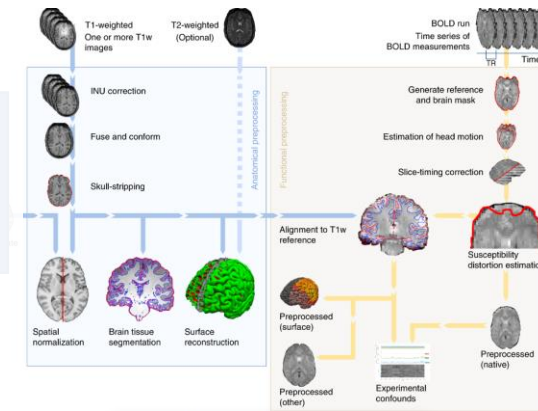 T1-weighted
One or more T1w
images
T2-weighted
(Optional)
INU correction
Fuse and conform
Skull-stripping
Anatomical preprocessing
Spatial
normalization
Brain tissue
segmentation
Surface
reconstruction
BOLD run
Time series of
BOLD measurements
TR
Time
Functional preprocessing
Generate reference
and brain mask
Estimation of head motion
Slice-timing correction
Alignment to T1w
reference
Susceptibility
distortion estimation
Preprocessed
(surface)
Preprocessed
(other)
Experimental
confounds
Preprocessed
(native)